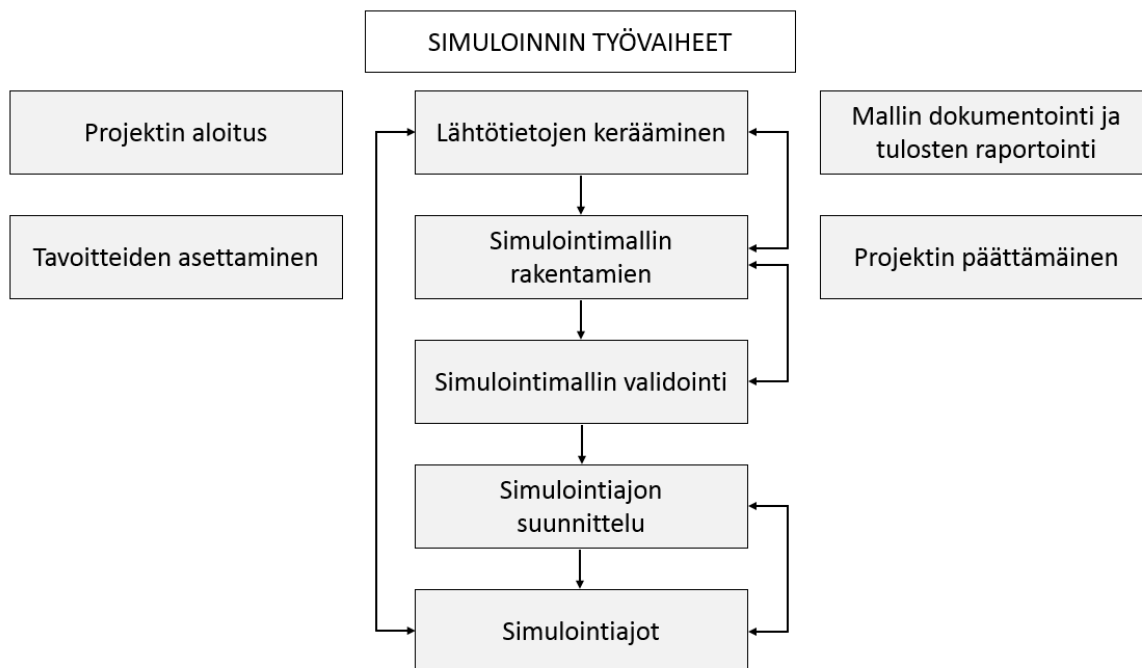 SIMULOINNIN TYÖVAIHEET
Projektin aloitus
Tavoitteiden asettaminen
Lähtötietojen kerääminen
Simulointimallin
rakentamien
Simulointimallin validointi
Simulointiajon
suunnittelu
Simulointiajot
Mallin dokumentointi ja
tulosten raportointi
Projektin päättämäinen